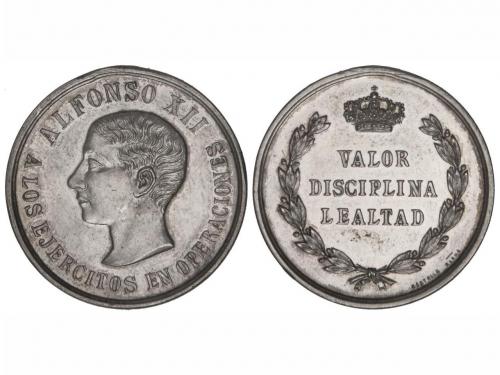 ALFONSO XII
A LOS EJERCITOS EN OPERACIONES
VALOR
DISCIPLINA
LEALTAD